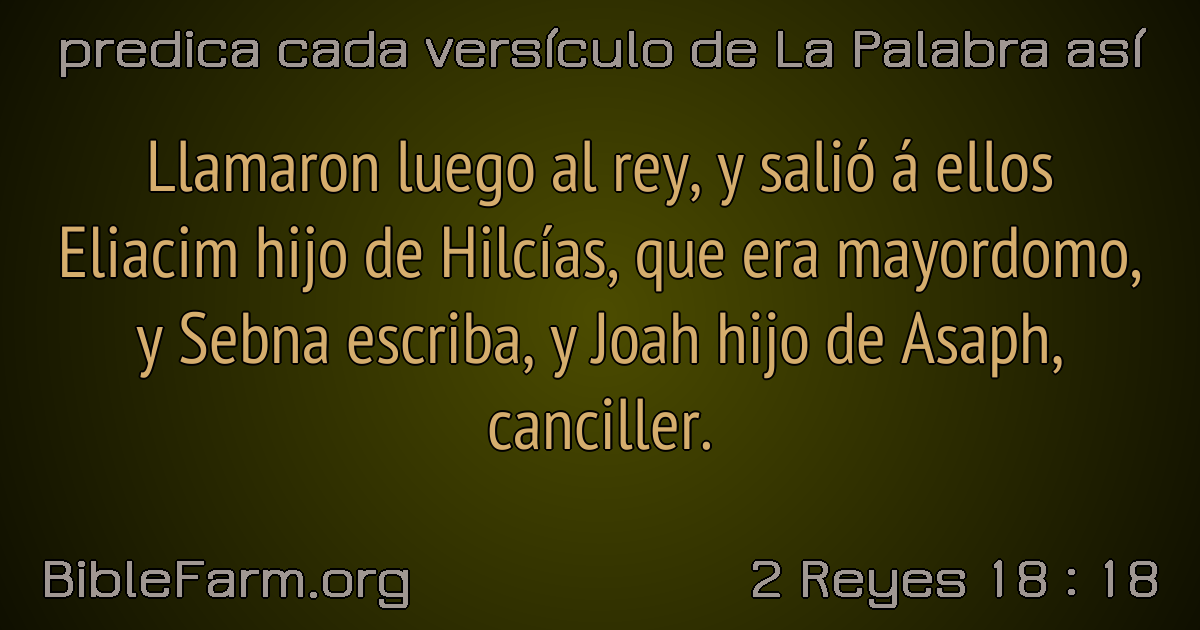 predica cada versículo de La Palabra así
Llamaron luego al rey, y salió á ellos
Eliacim hijo de Hilcías, que era mayordomo,
y Sebna escriba, y Joah hijo de Asaph,
canciller.
BibleFarm.org
2 Reyes 18 : 18